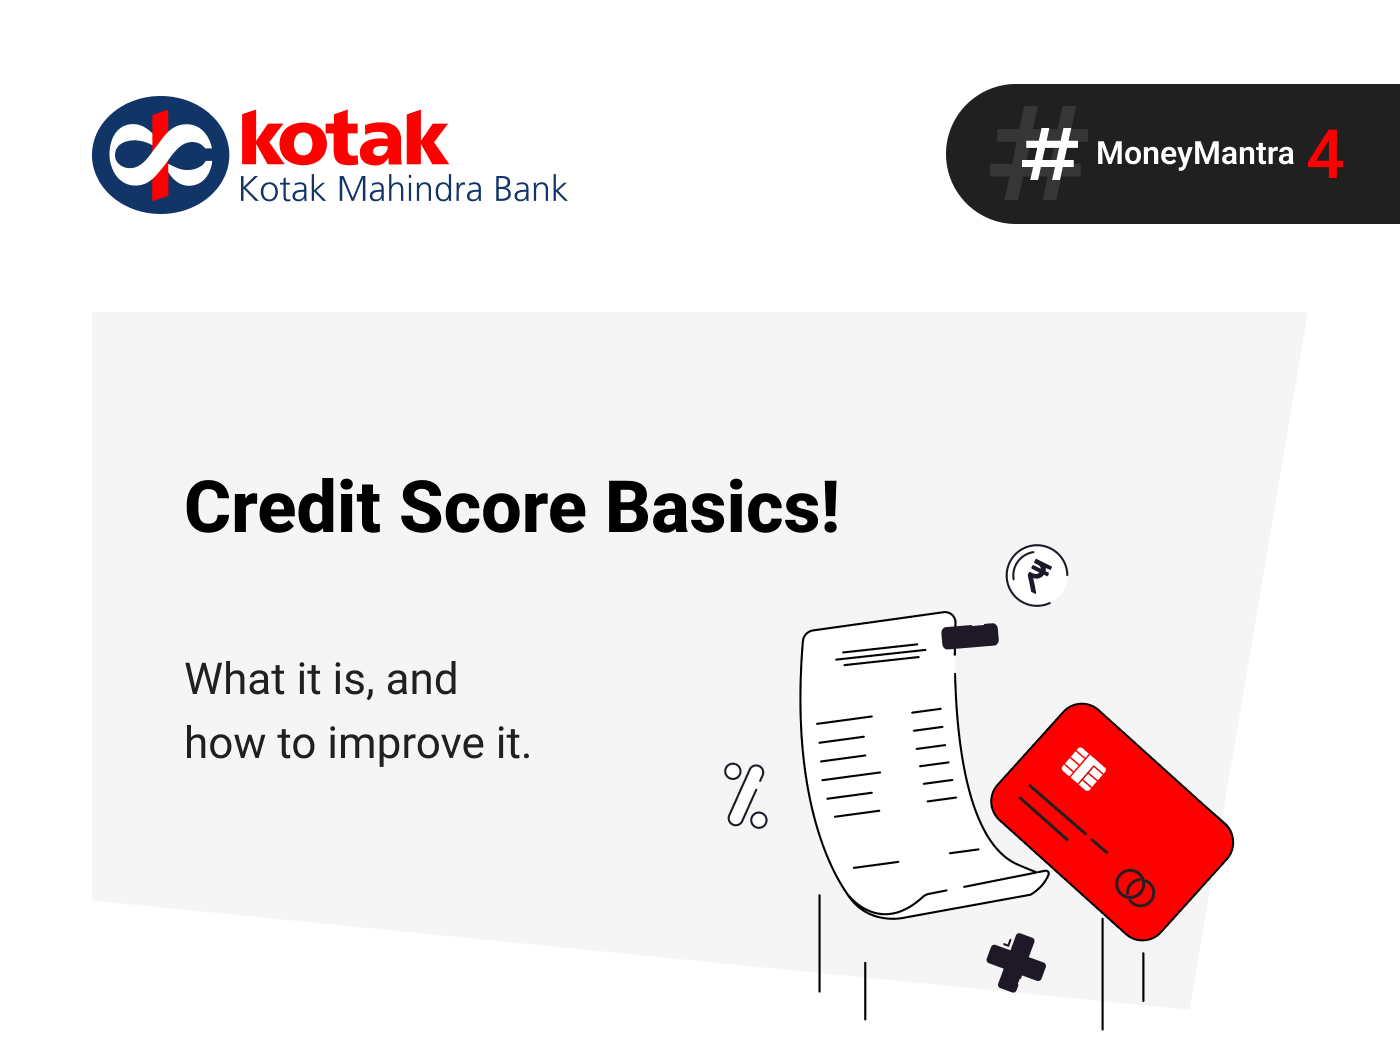 kotak
Kotak Mahindra Bank
# MoneyMantra 4
Credit Score Basics!
What it is, and
how to improve it.
₹
%